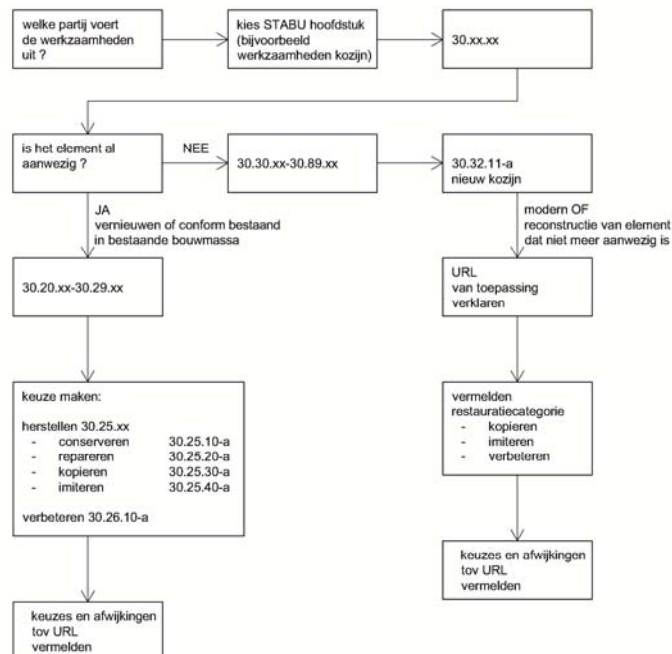 welke partij voert
de werkzaamheden
uit ?
kies STABU hoofdstuk
(bijvoorbeeld
werkzaamheden kozijn)
30.xx.xx
is het element al
aanwezig ?
NEE
30.30.xx-30.89.xx
30.32.11-a
nieuw kozijn
JA
vernieuwen of conform bestaand
in bestaande bouwmassa
modern OF
reconstructie van element
dat niet meer aanwezig is
30.20.xx-30.29.xx
URL
van toepassing
verklaren
keuze maken:
herstellen 30.25.xx
- conserveren 30.25.10-a
- repareren 30.25.20-a
- kopieren 30.25.30-a
- imiteren 30.25.40-a
verbeteren 30.26.10-a
vermelden
restauratiecategorie
- kopieren
- imiteren
- verbeteren
keuzes en afwijkingen
tov URL
vermelden
keuzes en afwijkingen
tov URL
vermelden